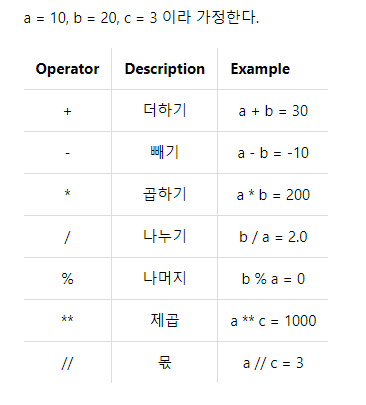 a = 10, b = 20, c = 3 이라 가정한다.
Operator Description Example
+ 더하기 a + b = 30
- 빼기 a - b = -10
* 곱하기 a * b = 200
/ 나누기 b / a = 2.0
% 나머지 b % a = 0
** 제곱 a ** c = 1000
// 몫 a // c = 3